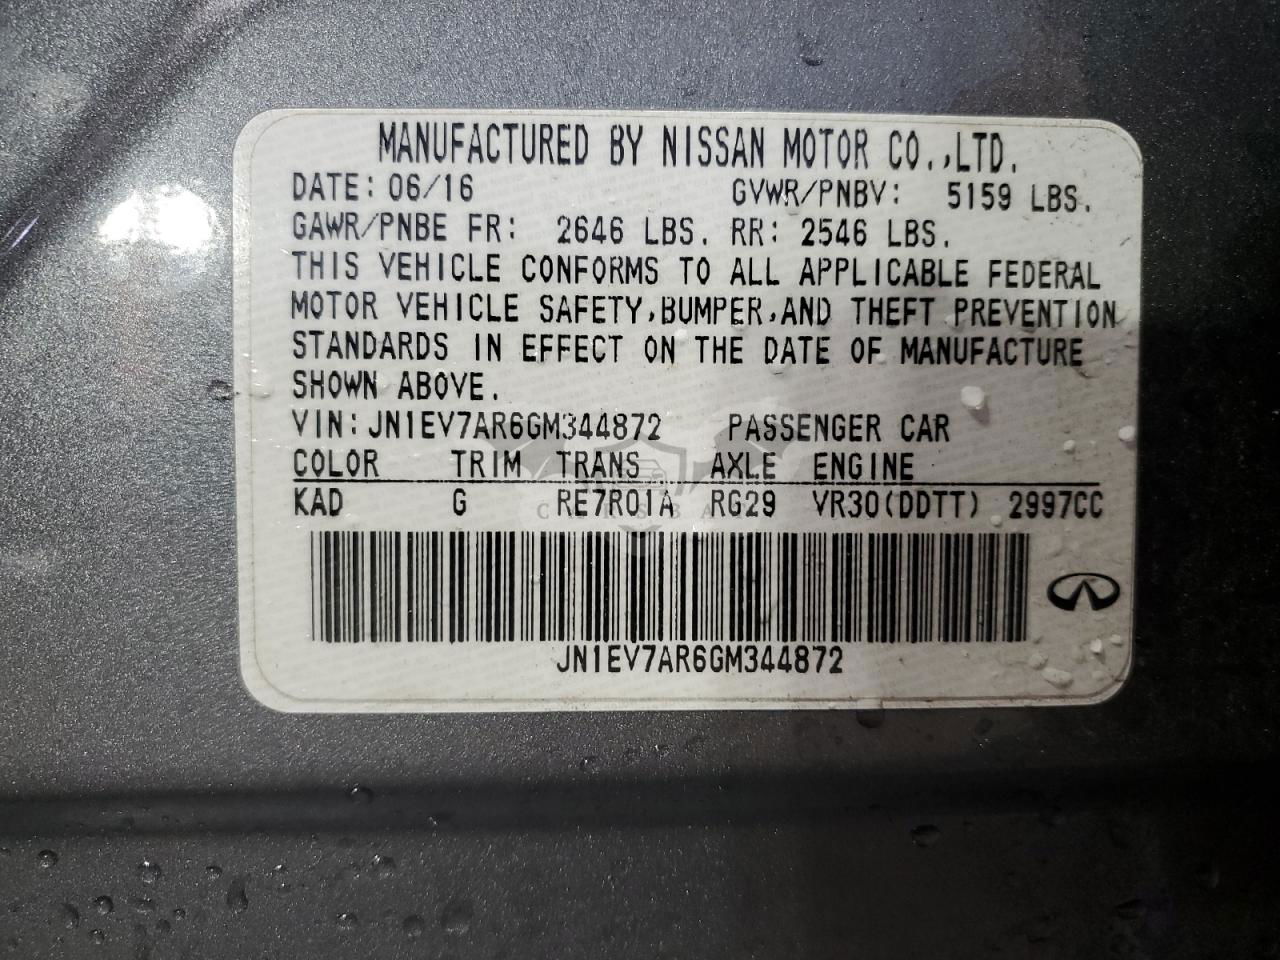 MANUFACTURED BY NISSAN MOTOR CO.,LTD.
DATE: 06/16 GVWR/PNBV: 5159 LBS.
GAWR/PNBE FR: 2646 LBS. RR: 2546 LBS.
THIS VEHICLE CONFORMS TO ALL APPLICABLE FEDERAL
MOTOR VEHICLE SAFETY,BUMPER,AND THEFT PREVENTION
STANDARDS IN EFFECT ON THE DATE OF MANUFACTURE
SHOWN ABOVE.
VIN: JN1EV7AR6GM344872 PASSENGER CAR
COLOR TRIM TRANS AXLE ENGINE
KAD G RE7R01A RG29 VR30(DDTT) 2997CC
JN1EV7AR6GM344872